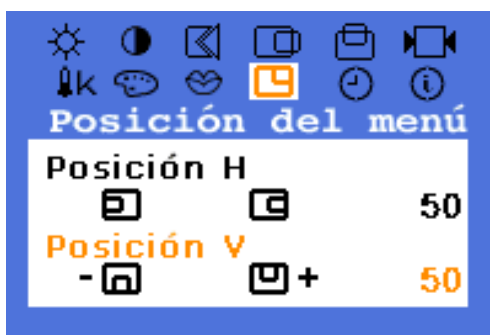 k
Posición del menú
Posición H
50
Posición V
- + 50